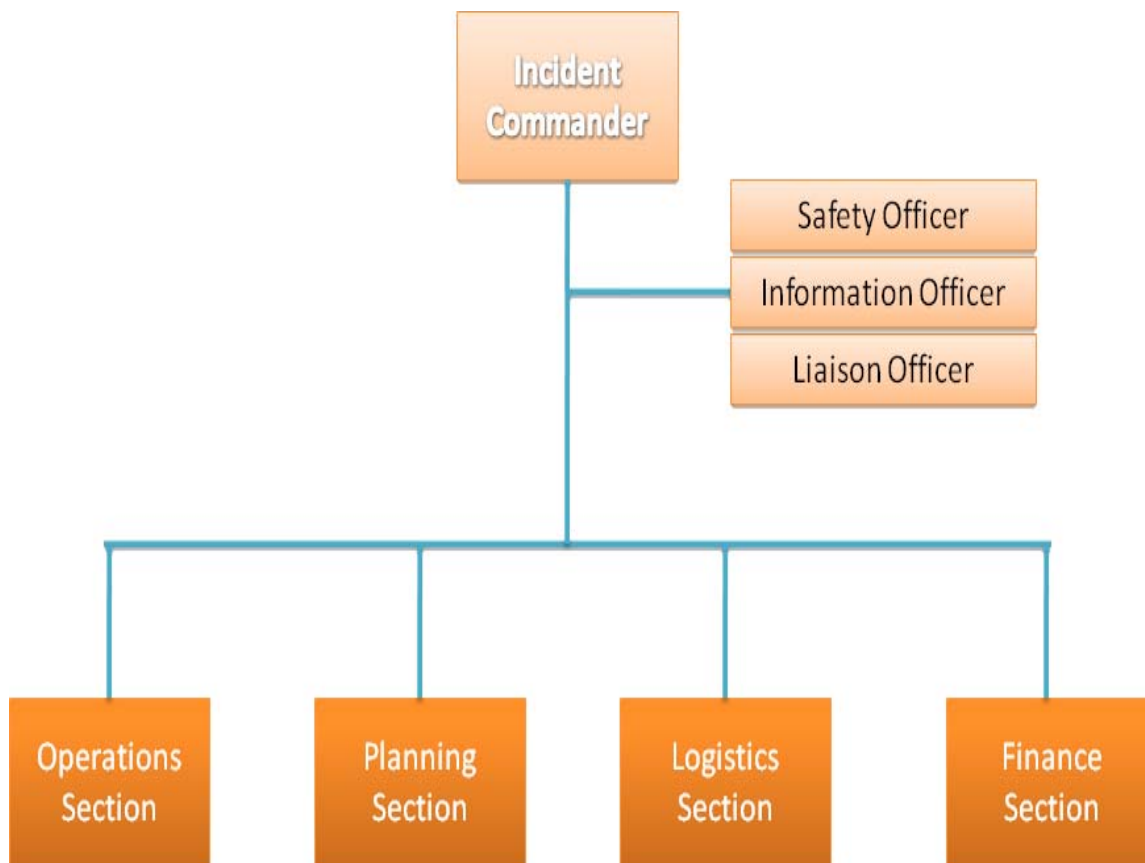 Incident
Commander
Safety Officer
Information Officer
Liaison Officer
Operations
Section
Planning
Section
Logistics
Section
Finance
Section